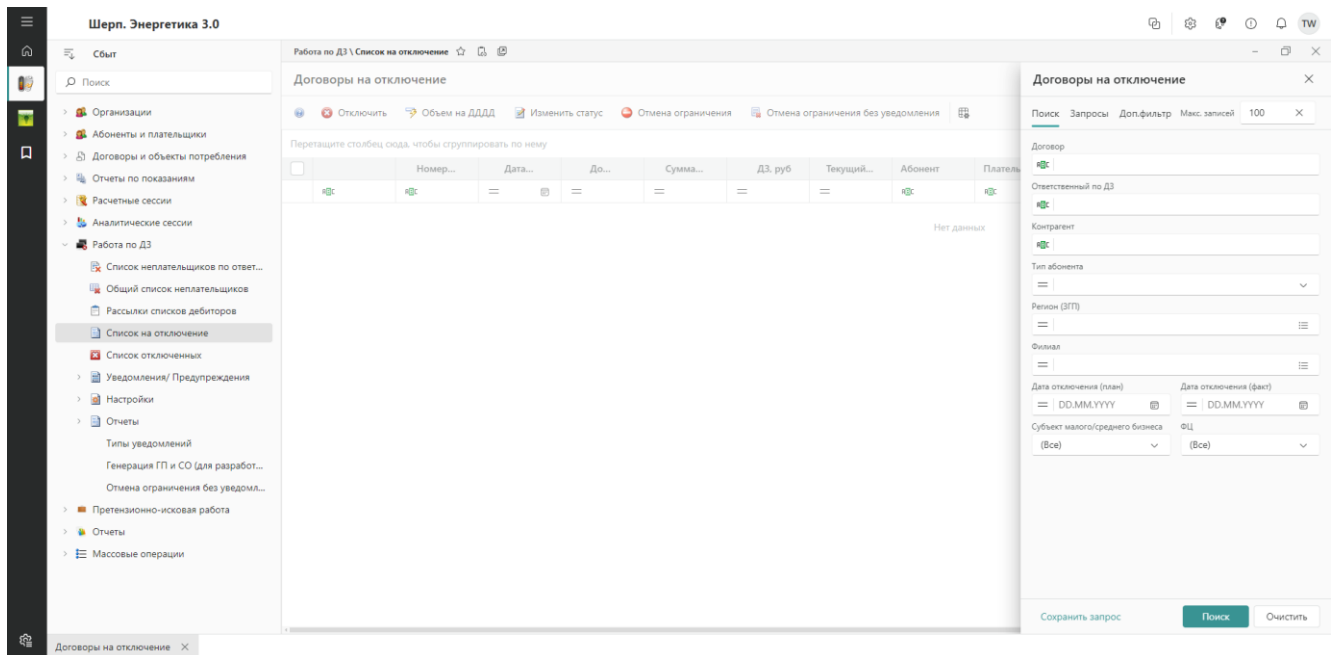 Шерп. Энергетика 3.0
TW
Сбыт
Работа по ДЗ \ Список на отключение
Поиск
Договоры на отключение
Договоры на отключение
Организации
Абоненты и плательщики
Договоры и объекты потребления
Отчеты по показаниям
Расчетные сессии
Аналитические сессии
Работа по ДЗ
Список неплательщиков по ответ...
Общий список неплательщиков
Рассылки списков дебиторов
Список на отключение
Список отключенных
Уведомления/ Предупреждения
Настройки
Отчеты
Типы уведомлений
Генерация ГП и СО (для разработ...
Отмена ограничения без уведомл...
Претензионно-исковая работа
Отчеты
Массовые операции
Отключить Объем на ДДДД Изменить статус Отмена ограничения Отмена ограничения без уведомления
Перетащите столбец сюда, чтобы сгруппировать по нему
Номер... Дата... До... Сумма... ДЗ, руб Текущий... Абонент Платель
Нет данных
Поиск Запросы Доп.фильтр Макс. записей 100
Договор
Ответственный по ДЗ
Контрагент
Тип абонента
Регион (ЗГП)
Филиал
Дата отключения (план) Дата отключения (факт)
DD.MM.YYYY DD.MM.YYYY
Субъект малого/среднего бизнеса ФЦ
(Все) (Все)
Сохранить запрос Поиск Очистить
Договоры на отключение